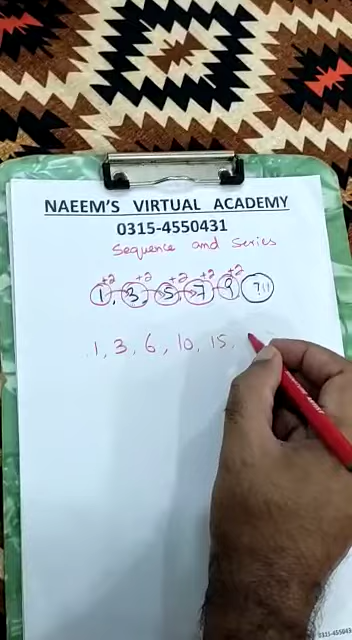 NAEEM'S VIRTUAL ACADEMY
0315-4550431
Sequence and Series
+2 +2 +2 +2 +2
1, 3, 5, 7, 9 ?11
1, 3, 6, 10, 15,